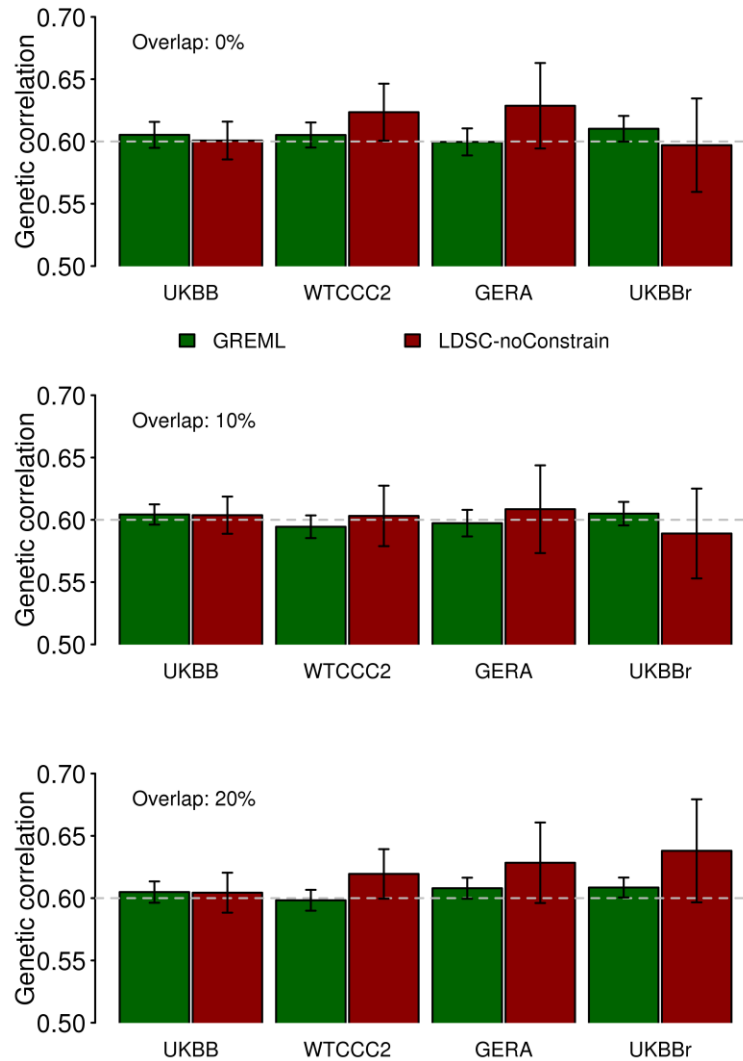 Genetic correlation
0.70
0.65
0.60
0.55
0.50
Overlap: 0%
UKBB WTCCC2 GERA UKBBr
GREML LDSC-noConstrain
Genetic correlation
0.70
0.65
0.60
0.55
0.50
Overlap: 10%
UKBB WTCCC2 GERA UKBBr
Genetic correlation
0.70
0.65
0.60
0.55
0.50
Overlap: 20%
UKBB WTCCC2 GERA UKBBr